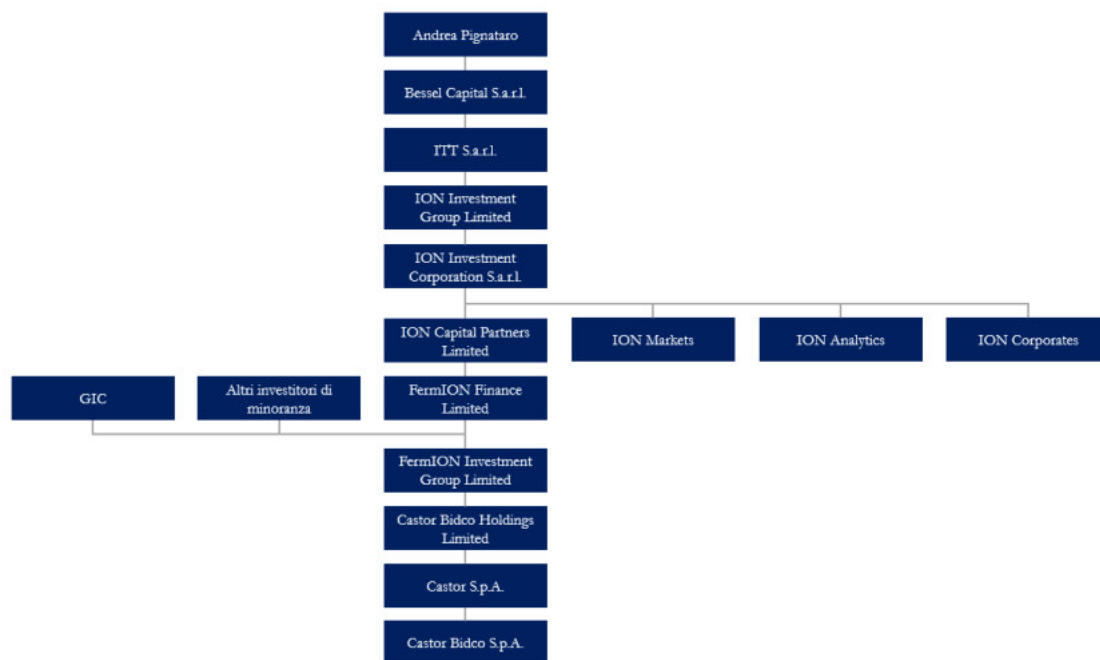 Andrea Pignataro
Bessel Capital S.a.r.l.
ITT S.a.r.l.
ION Investment
Group Limited
ION Investment
Corporation S.a.r.l.
ION Capital Partners
Limited
ION Markets
ION Analytics
ION Corporates
GIC
Altri investitori di
minoranza
FermION Finance
Limited
FermION Investment
Group Limited
Castor Bidco Holdings
Limited
Castor S.p.A.
Castor Bidco S.p.A.